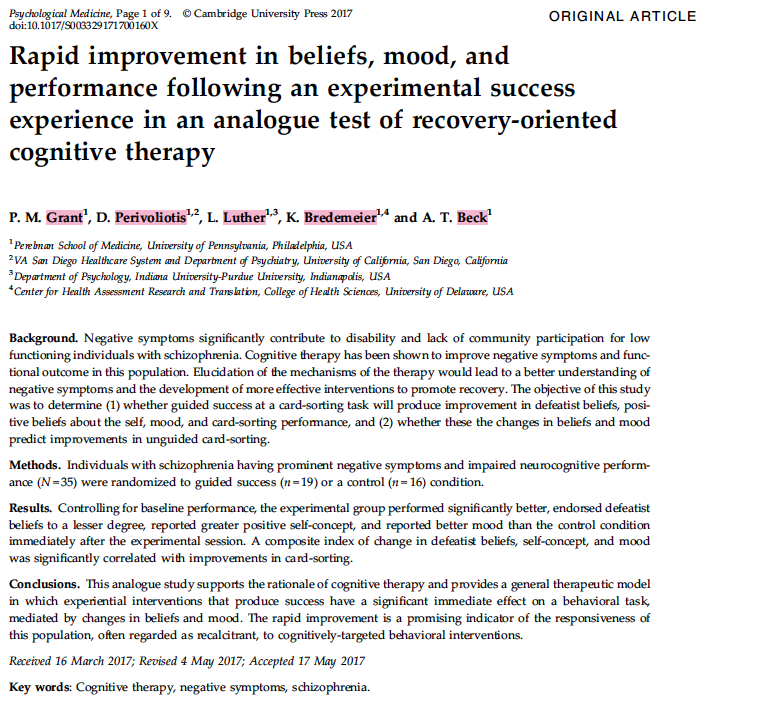 Psychological Medicine, Page 1 of 9. © Cambridge University Press 2017
doi:10.1017/S003329171700160X
ORIGINAL ARTICLE
Rapid improvement in beliefs, mood, and
performance following an experimental success
experience in an analogue test of recovery-oriented
cognitive therapy
P. M. Grant1, D. Perivoliotis1,2, L. Luther1,3, K. Bredemeier1,4 and A. T. Beck1
1 Perelman School of Medicine, University of Pennsylvania, Philadelphia, USA
2 VA San Diego Healthcare System and Department of Psychiatry, University of California, San Diego, California
3 Department of Psychology, Indiana University-Purdue University, Indianapolis, USA
4 Center for Health Assessment Research and Translation, College of Health Sciences, University of Delaware, USA
Background. Negative symptoms significantly contribute to disability and lack of community participation for low
functioning individuals with schizophrenia. Cognitive therapy has been shown to improve negative symptoms and func-
tional outcome in this population. Elucidation of the mechanisms of the therapy would lead to a better understanding of
negative symptoms and the development of more effective interventions to promote recovery. The objective of this study
was to determine (1) whether guided success at a card-sorting task will produce improvement in defeatist beliefs, posi-
tive beliefs about the self, mood, and card-sorting performance, and (2) whether these the changes in beliefs and mood
predict improvements in unguided card-sorting.
Methods. Individuals with schizophrenia having prominent negative symptoms and impaired neurocognitive perform-
ance (N=35) were randomized to guided success (n=19) or a control (n=16) condition.
Results. Controlling for baseline performance, the experimental group performed significantly better, endorsed defeatist
beliefs to a lesser degree, reported greater positive self-concept, and reported better mood than the control condition
immediately after the experimental session. A composite index of change in defeatist beliefs, self-concept, and mood
was significantly correlated with improvements in card-sorting.
Conclusions. This analogue study supports the rationale of cognitive therapy and provides a general therapeutic model
in which experiential interventions that produce success have a significant immediate effect on a behavioral task,
mediated by changes in beliefs and mood. The rapid improvement is a promising indicator of the responsiveness of
this population, often regarded as recalcitrant, to cognitively-targeted behavioral interventions.
Received 16 March 2017; Revised 4 May 2017; Accepted 17 May 2017
Key words: Cognitive therapy, negative symptoms, schizophrenia.